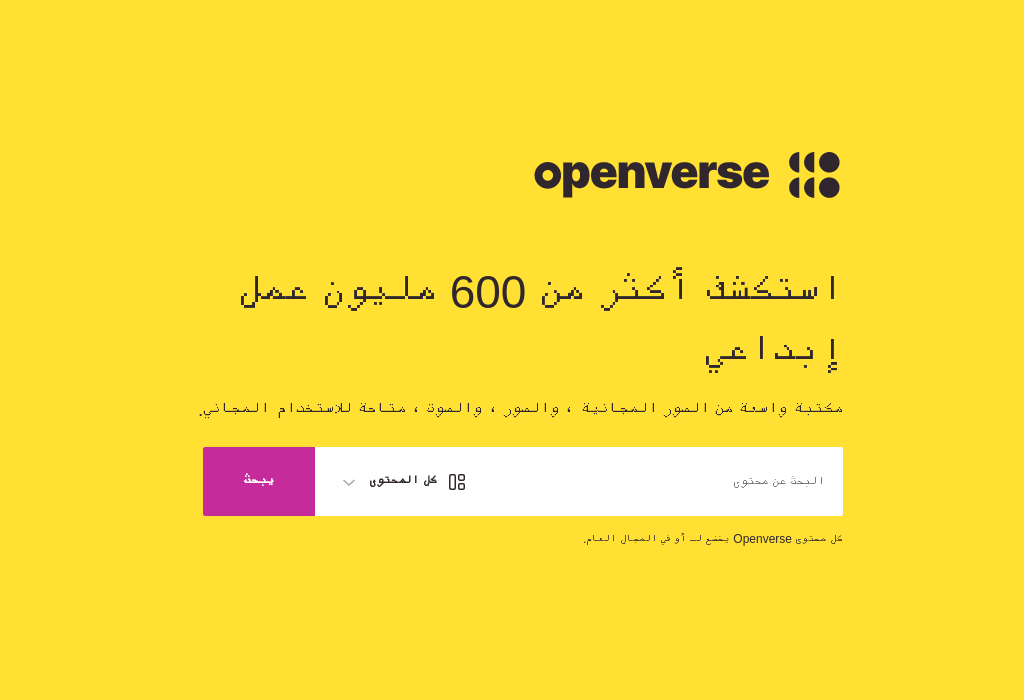 openverse
استكشف أكثر من 600 مليون عمل
إبداعي
مكتبة واسعة من الصور المجانية ، والصور ، والصوت ، متاحة للاستخدام المجاني.
البحث عن محتوى
كل المحتوى
يبحث
كل محتوى Openverse يخضع لـ أو في المجال العام.